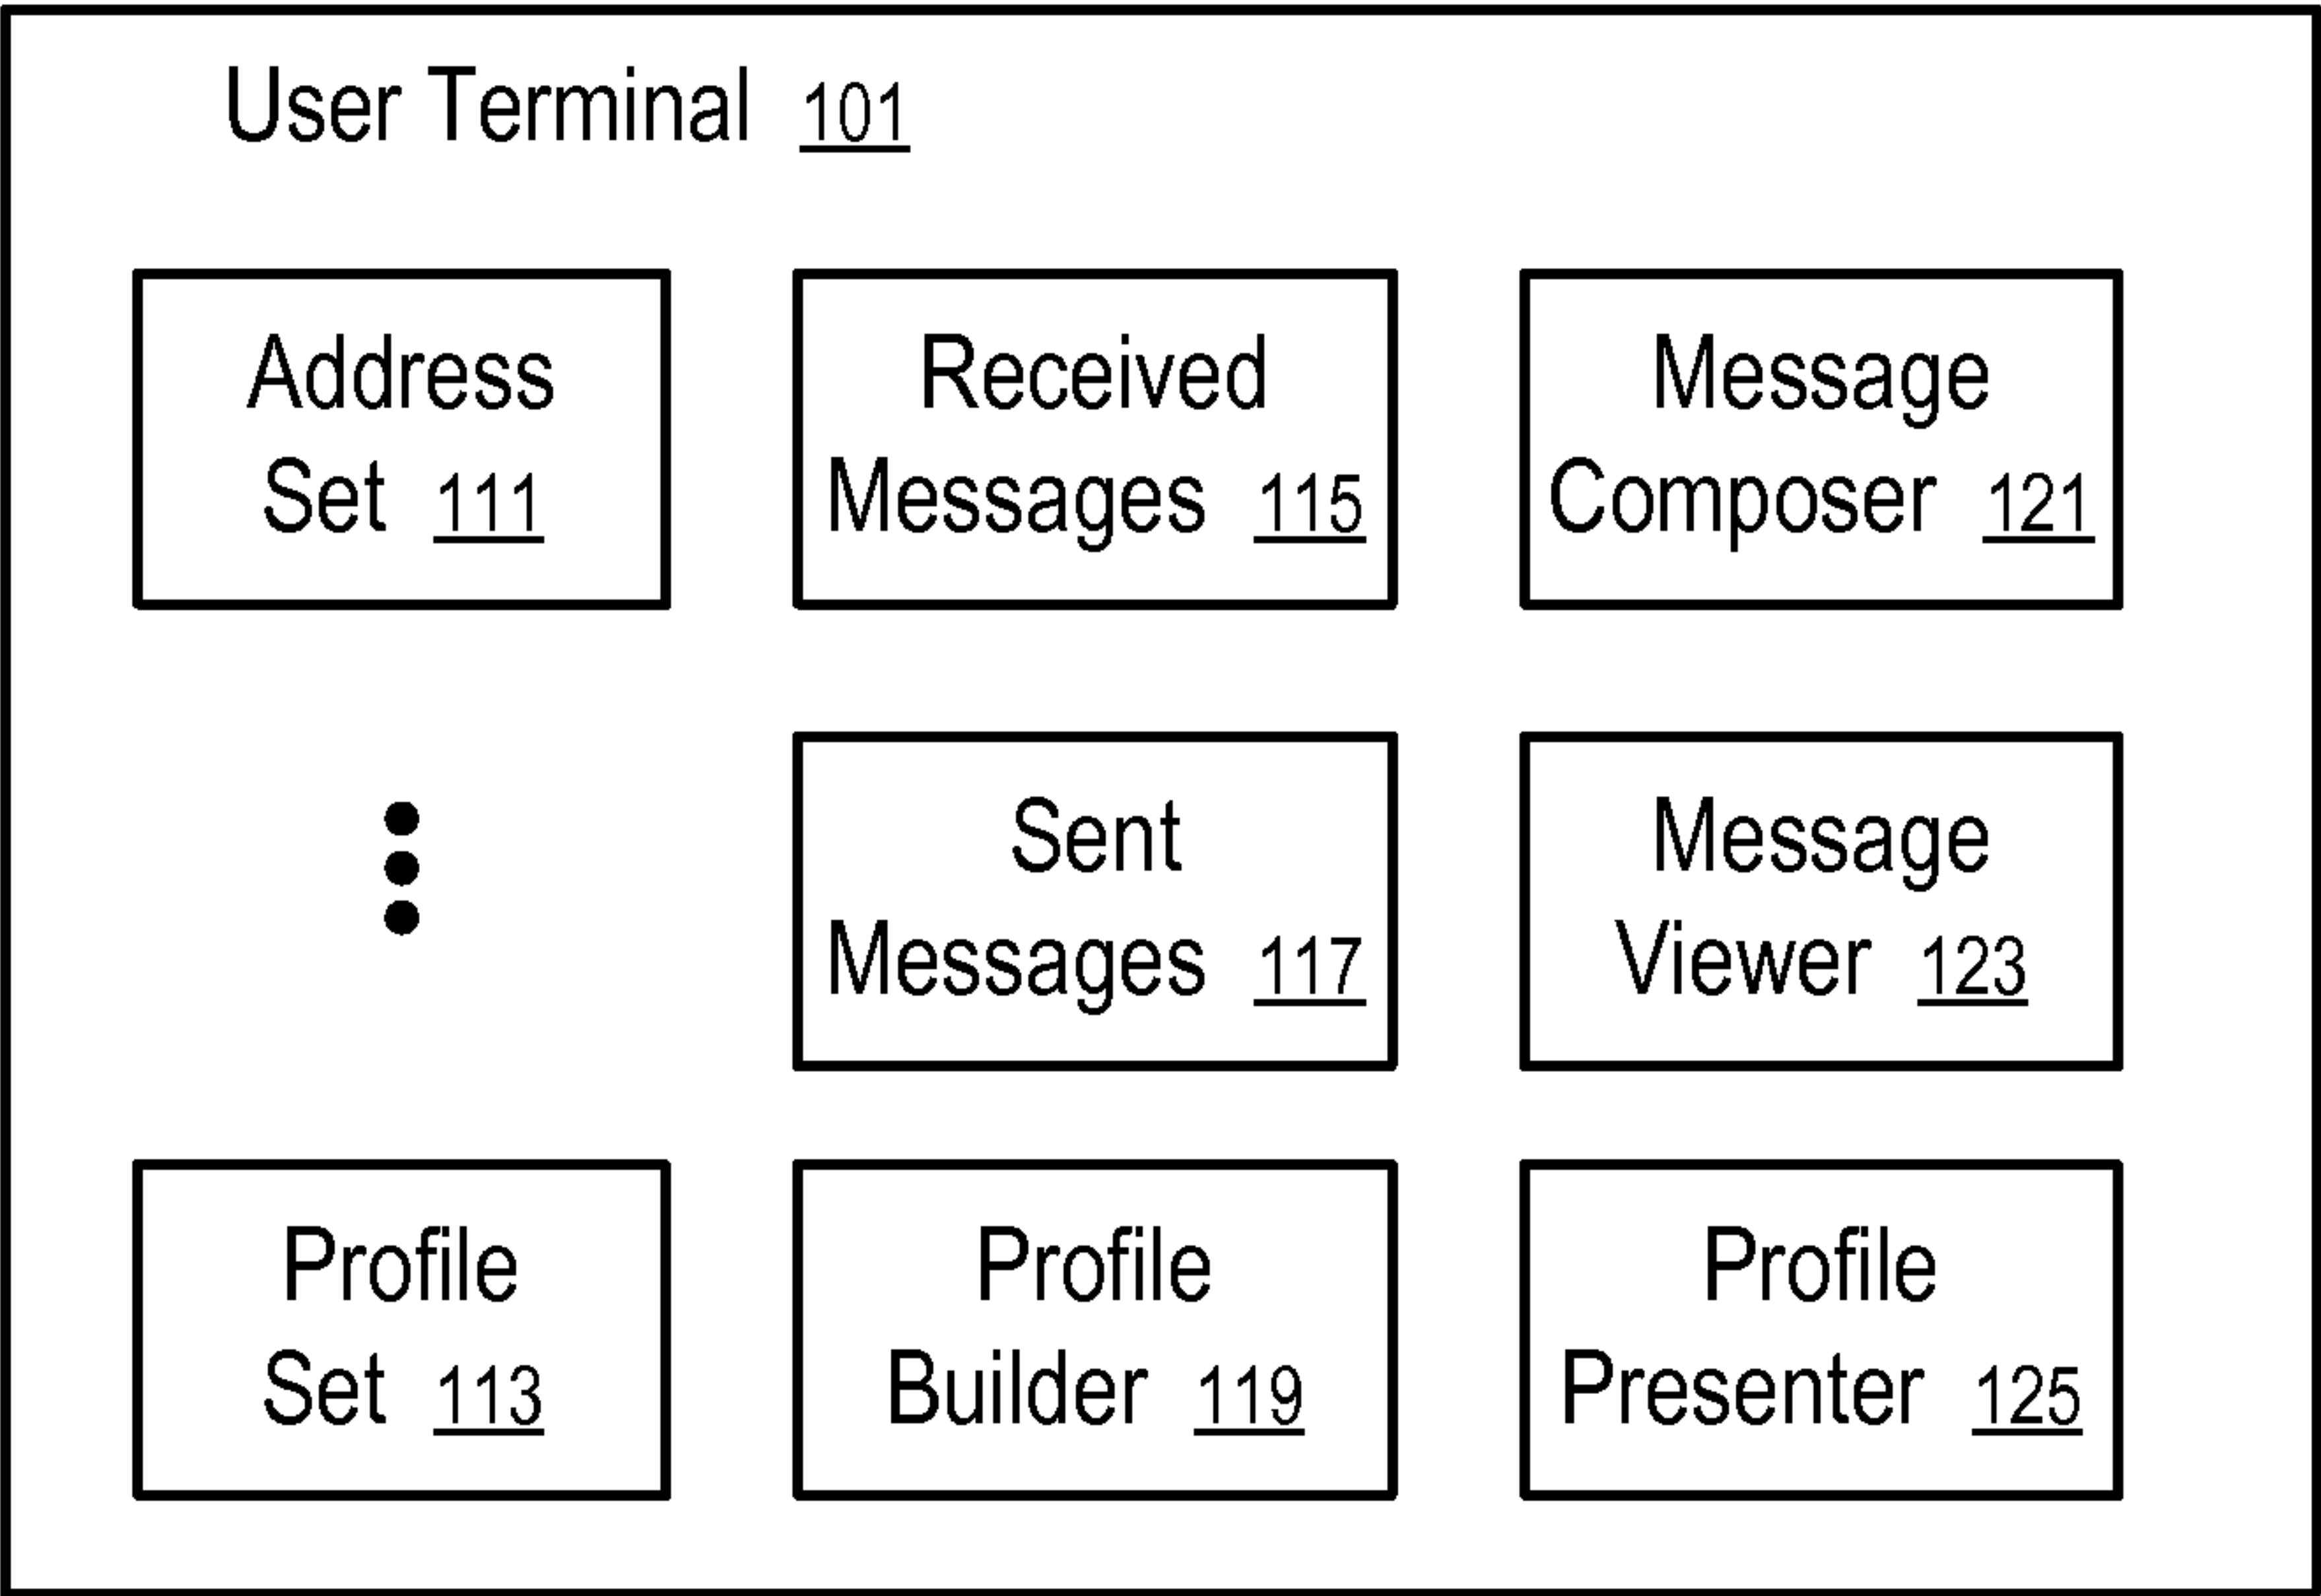 User Terminal 101
Address
Set 111
Received
Messages 115
Message
Composer 121
Sent
Messages 117
Message
Viewer 123
Profile
Set 113
Profile
Builder 119
Profile
Presenter 125